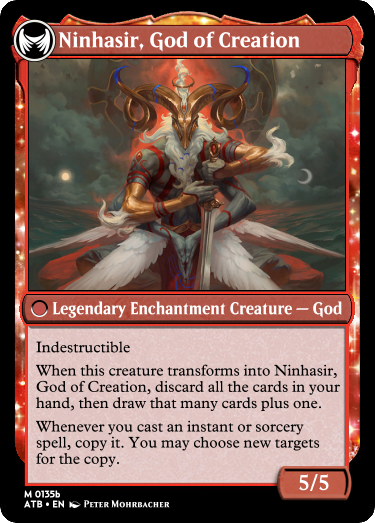 Ninhasir, God of Creation
Legendary Enchantment Creature — God
Indestructible
When this creature transforms into Ninhasir,
God of Creation, discard all the cards in your
hand, then draw that many cards plus one.
Whenever you cast an instant or sorcery
spell, copy it. You may choose new targets
for the copy.
5/5
M 0135b
ATB • EN Peter Mohrbacher